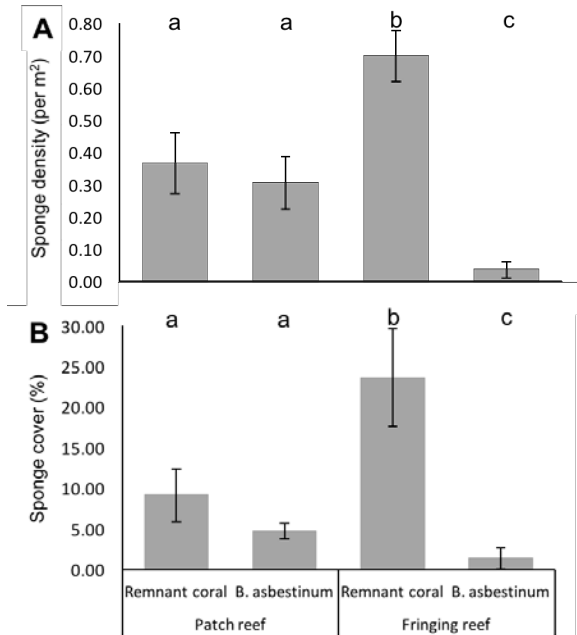 A
a a b c
Sponge density (per m²)
0.80
0.70
0.60
0.50
0.40
0.30
0.20
0.10
0.00
B
a a b c
Sponge cover (%)
30.00
25.00
20.00
15.00
10.00
5.00
0.00
Remnant coral B. asbestinum Remnant coral B. asbestinum
Patch reef Fringing reef